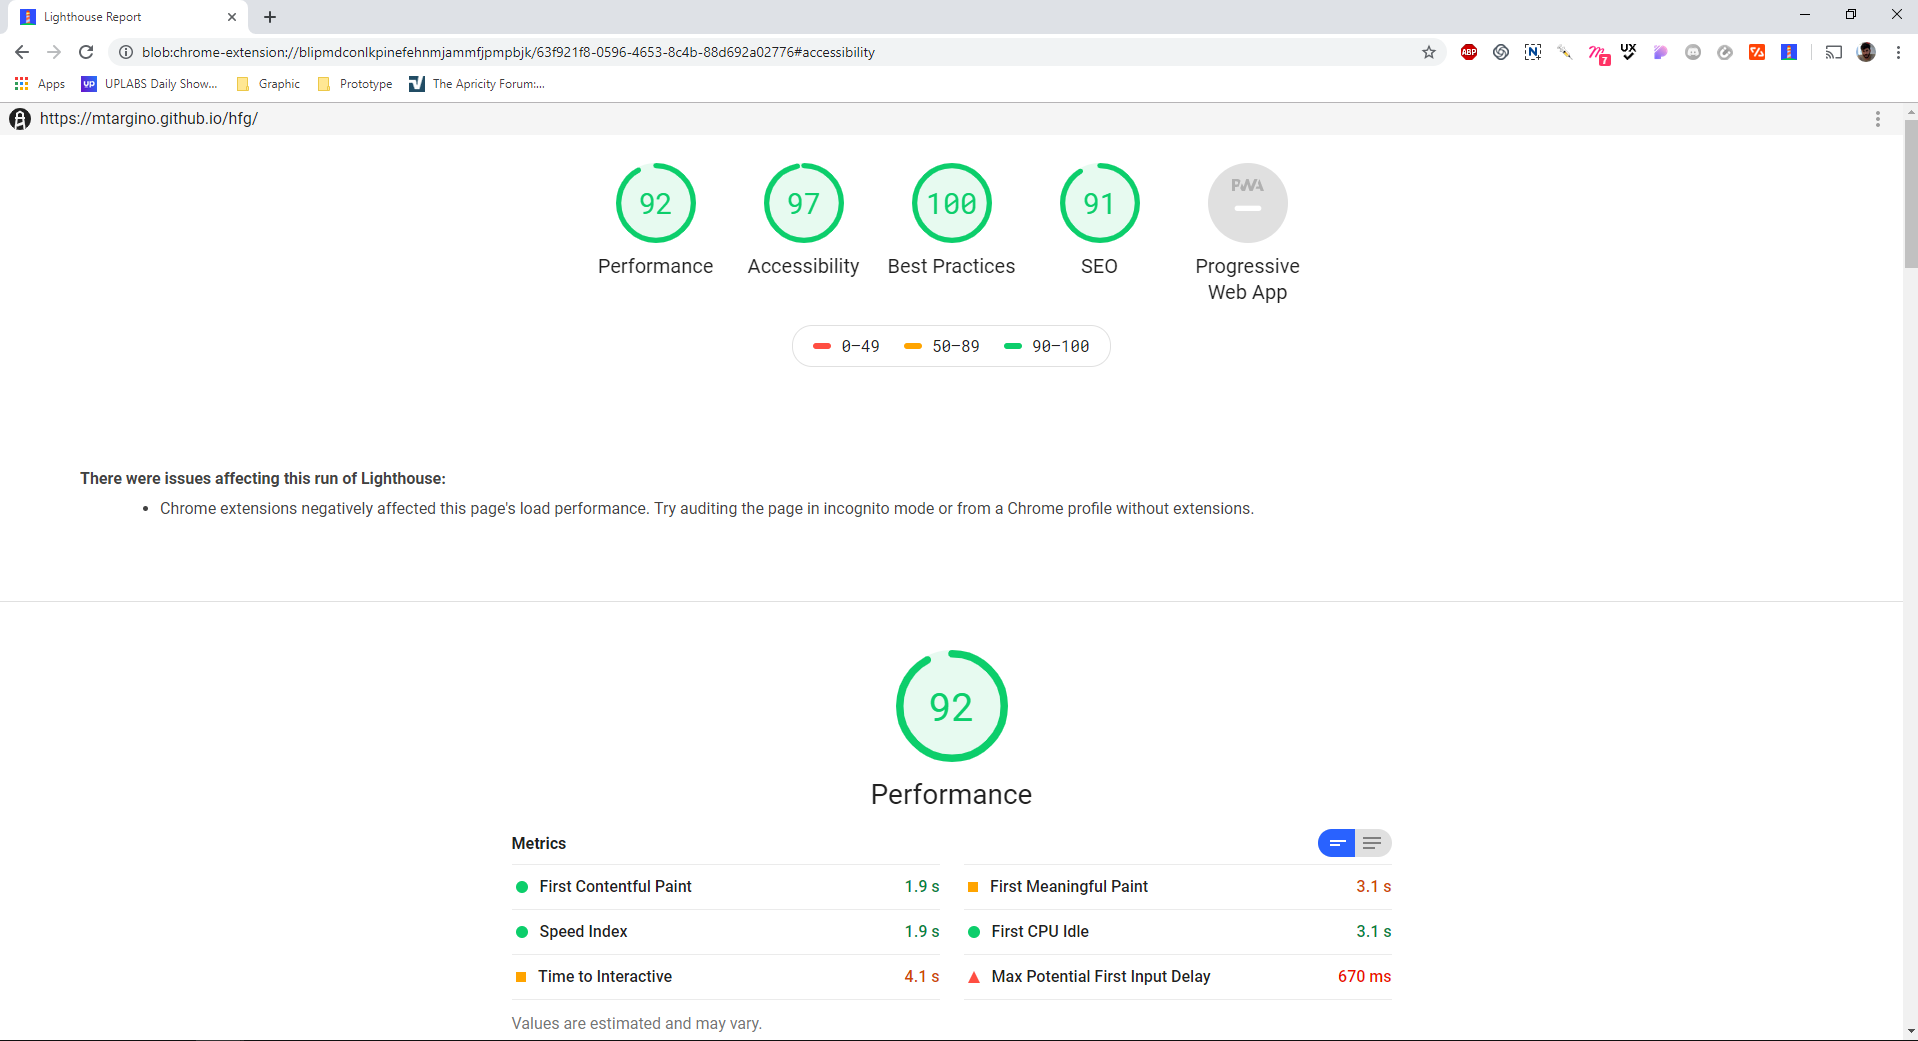 Lighthouse Report
blob:chrome-extension://blipmdconlkpinefehnmjammfjpmpbjk/63f921f8-0596-4653-8c4b-88d692a02776#accessibility
ABP
N
7
UX
Apps
up
UPLABS Daily Show...
Graphic
Prototype
The Apricity Forum:...
https://mtargino.github.io/hfg/
92
97
100
91
PWA
Performance
Accessibility
Best Practices
SEO
Progressive
Web App
0–49
50–89
90–100
There were issues affecting this run of Lighthouse:
• Chrome extensions negatively affected this page's load performance. Try auditing the page in incognito mode or from a Chrome profile without extensions.
92
Performance
Metrics
First Contentful Paint 1.9 s
First Meaningful Paint 3.1 s
Speed Index 1.9 s
First CPU Idle 3.1 s
Time to Interactive 4.1 s
Max Potential First Input Delay 670 ms
Values are estimated and may vary.